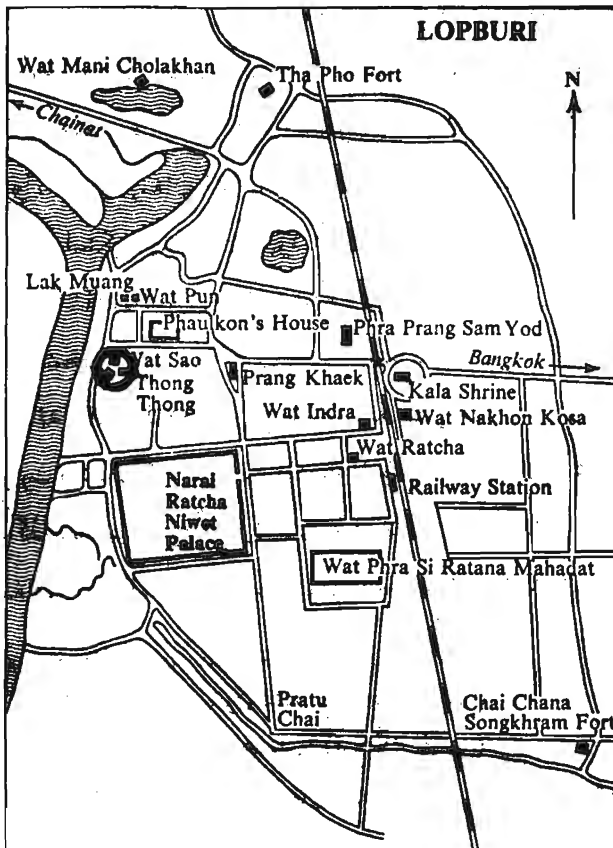 LOPBURI
Wat Mani Cholakhan
Tha Pho Fort
N
Chainat
Lak Muang
Wat Pun
Phaulkon's House
Phra Prang Sam Yod
Bangkok
Wat Sao
Thong
Thong
Prang Khaek
Kala Shrine
Wat Indra
Wat Nakhon Kosa
Wat Ratcha
Narai
Ratcha
Niwet
Palace
Railway Station
Wat Phra Si Ratana Mahadat
Pratu
Chai
Chai Chana
Songkhram Fort